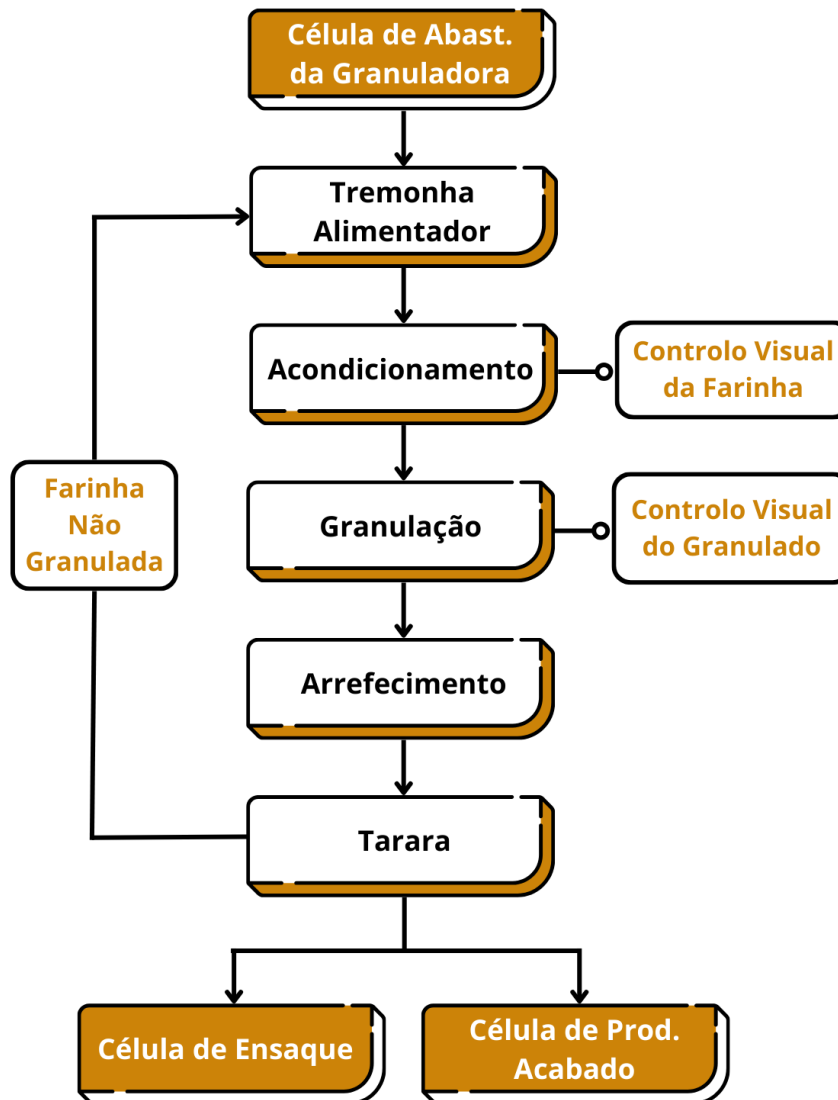 Célula de Abast.
da Granuladora
Tremonha
Alimentador
Acondicionamento
Controlo Visual
da Farinha
Farinha
Não
Granulada
Granulação
Controlo Visual
do Granulado
Arrefecimento
Tarara
Célula de Ensaque
Célula de Prod.
Acabado